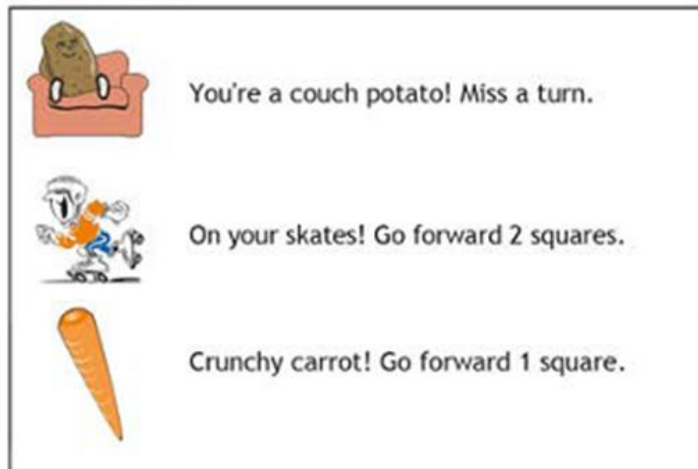 You're a couch potato! Miss a turn.
On your skates! Go forward 2 squares.
Crunchy carrot! Go forward 1 square.